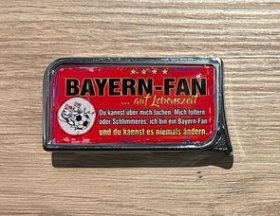 BAYERN-FAN
... auf Lebenszeit
Du kannst über mich lachen. Mich foltern
oder Schlimmeres, ich bin ein Bayern-Fan
und du kannst es niemals ändern...